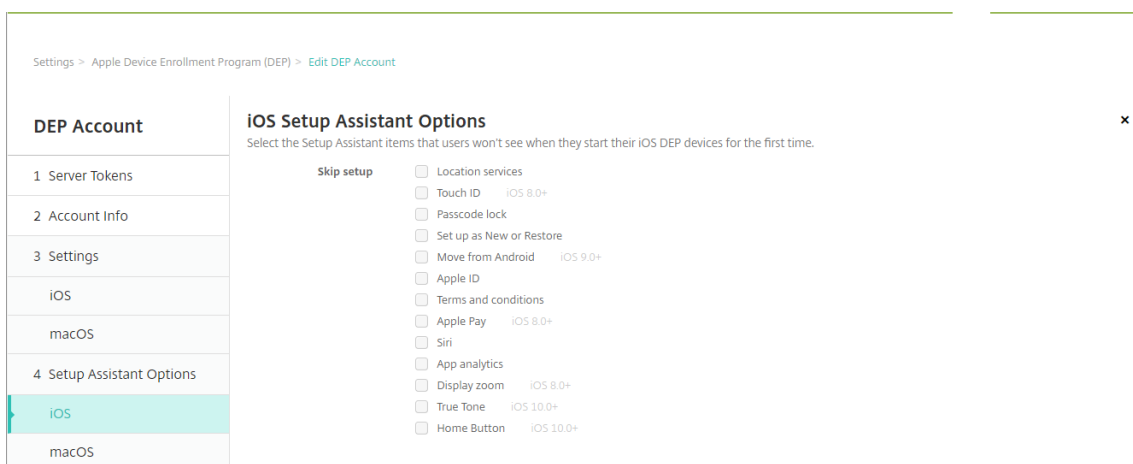 Settings > Apple Device Enrollment Program (DEP) > Edit DEP Account
DEP Account
1 Server Tokens
2 Account Info
3 Settings
iOS
macOS
4 Setup Assistant Options
iOS
macOS
iOS Setup Assistant Options
×
Select the Setup Assistant items that users won't see when they start their iOS DEP devices for the first time.
Skip setup
Location services
Touch ID iOS 8.0+
Passcode lock
Set up as New or Restore
Move from Android iOS 9.0+
Apple ID
Terms and conditions
Apple Pay iOS 8.0+
Siri
App analytics
Display zoom iOS 8.0+
True Tone iOS 10.0+
Home Button iOS 10.0+